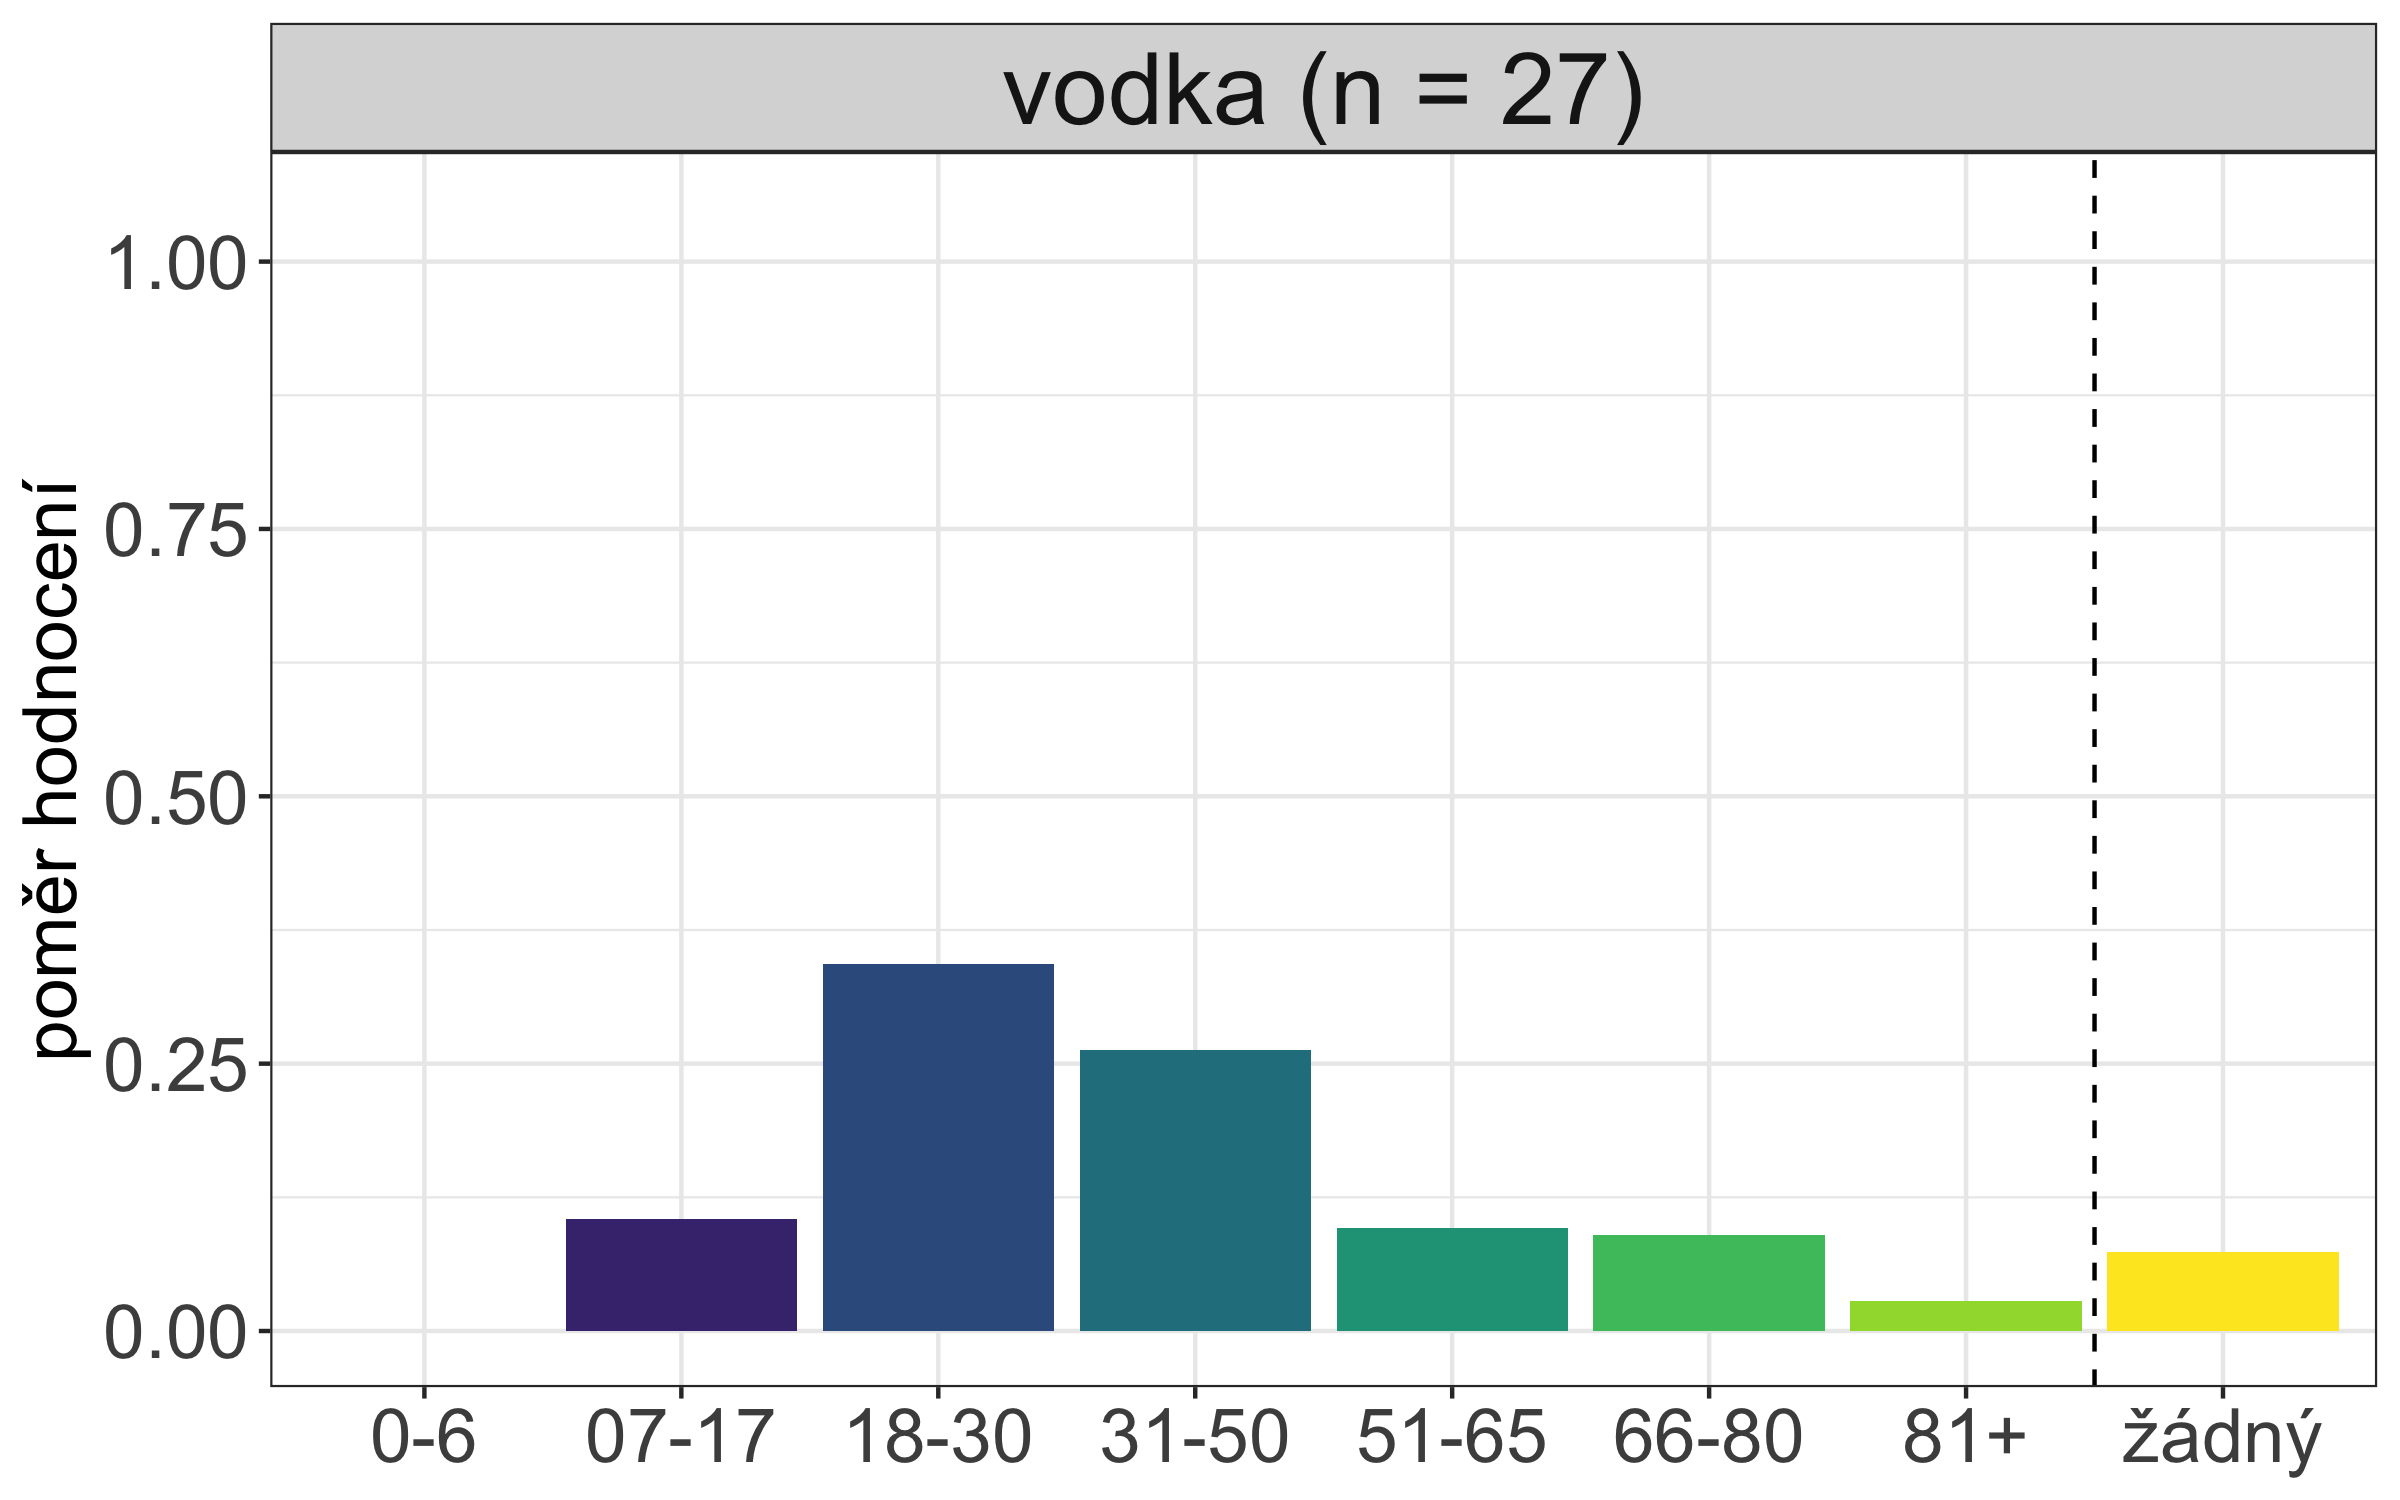 vodka (n = 27)
poměr hodnocení
1.00
0.75
0.50
0.25
0.00
0-6 07-17 18-30 31-50 51-65 66-80 81+ žádný